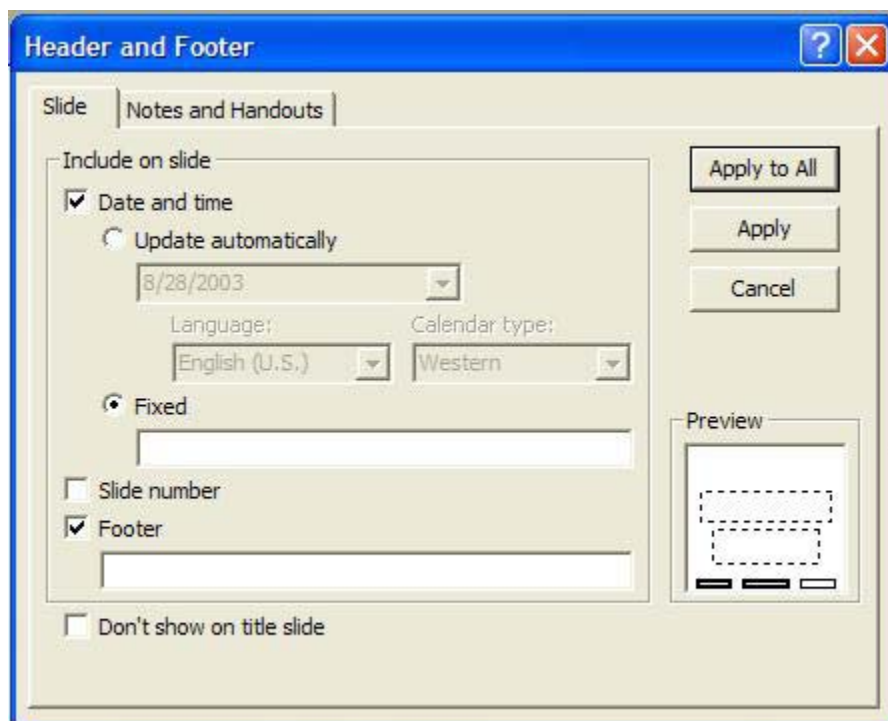 Header and Footer
Slide
Notes and Handouts
Include on slide
Date and time
Update automatically
8/28/2003
Language:
Calendar type:
English (U.S.)
Western
Fixed
Slide number
Footer
Don't show on title slide
Apply to All
Apply
Cancel
Preview